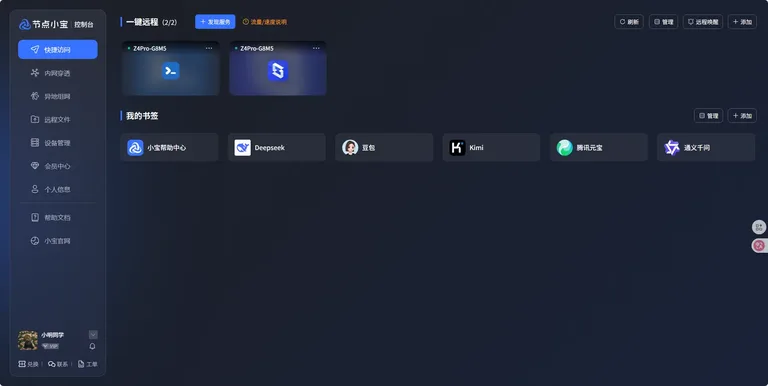 节点小宝 | 控制台
快捷访问
内网穿透
异地组网
远程文件
设备管理
会员中心
个人信息
帮助文档
小宝官网
小明同学
VIP
兑换 | 联系 | 工单
一键远程 (2/2)
+ 发现服务
流量/速度说明
刷新
管理
远程唤醒
+ 添加
Z4Pro-G8M5
Z4Pro-G8M5
我的书签
管理
+ 添加
小宝帮助中心
Deepseek
豆包
Kimi
腾讯元宝
通义千问